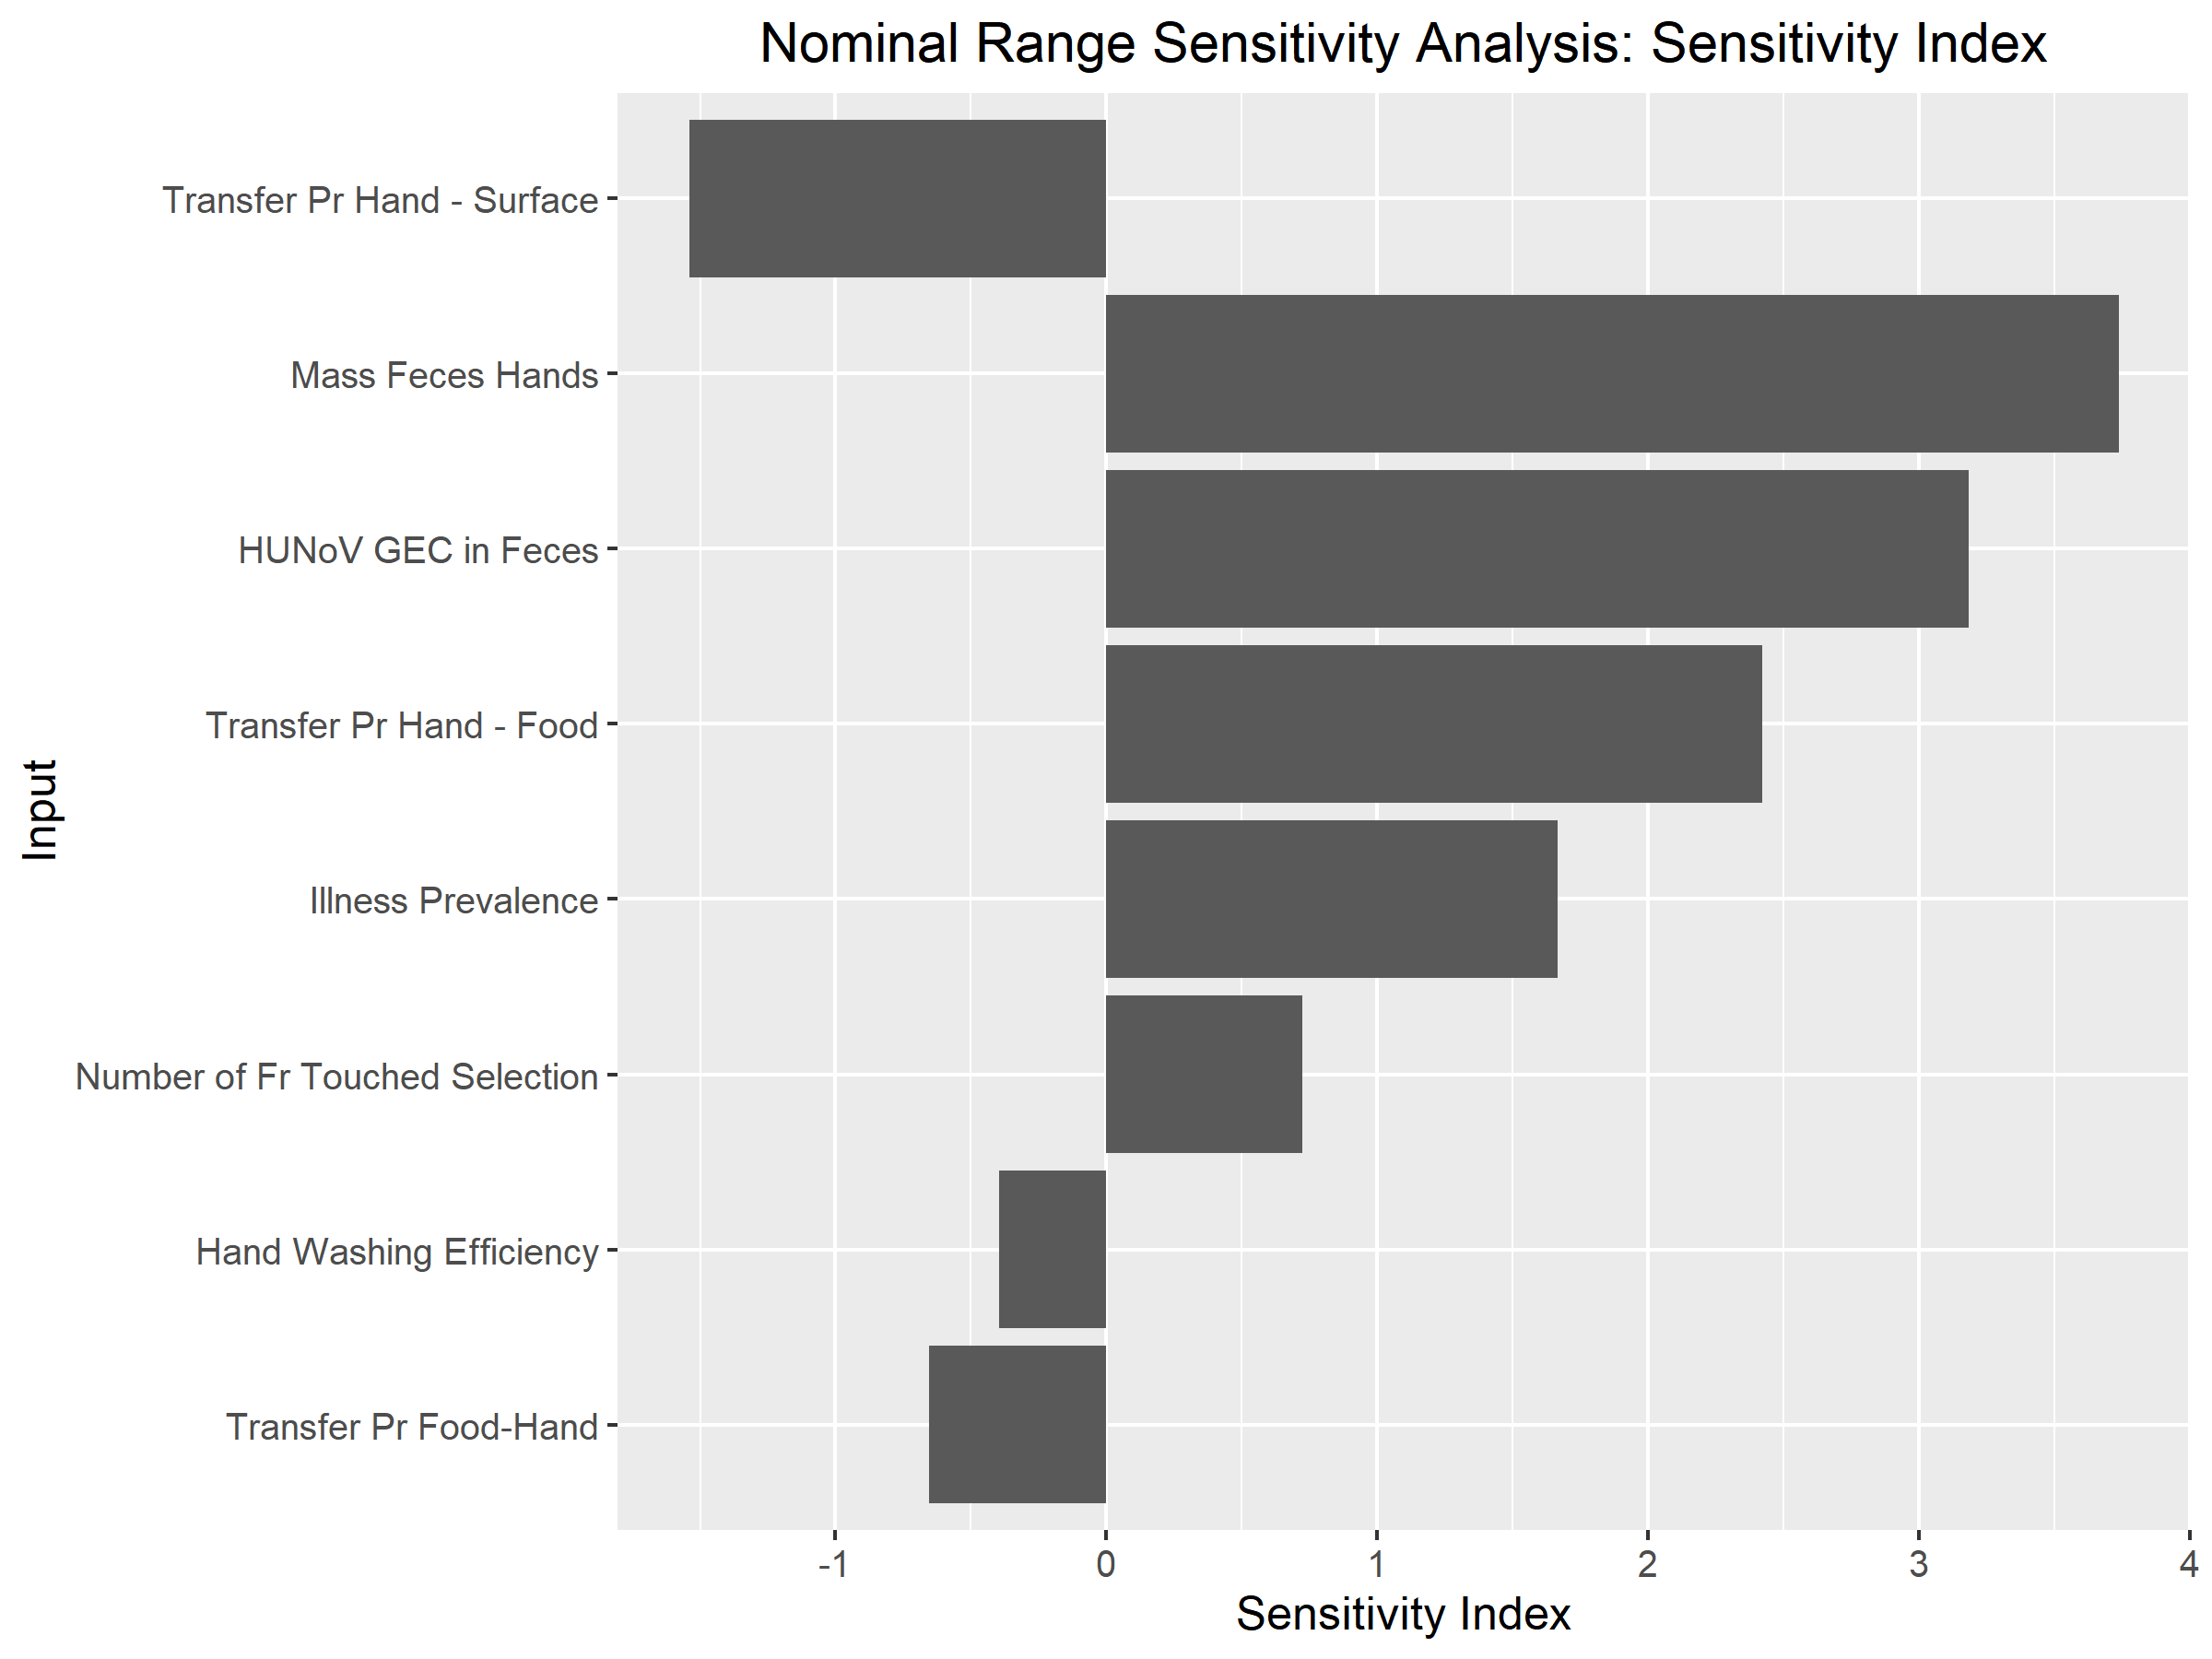 Nominal Range Sensitivity Analysis: Sensitivity Index
Transfer Pr Hand - Surface
Mass Feces Hands
HUNoV GEC in Feces
Transfer Pr Hand - Food
Illness Prevalence
Number of Fr Touched Selection
Hand Washing Efficiency
Transfer Pr Food-Hand
Input
-1 0 1 2 3 4
Sensitivity Index